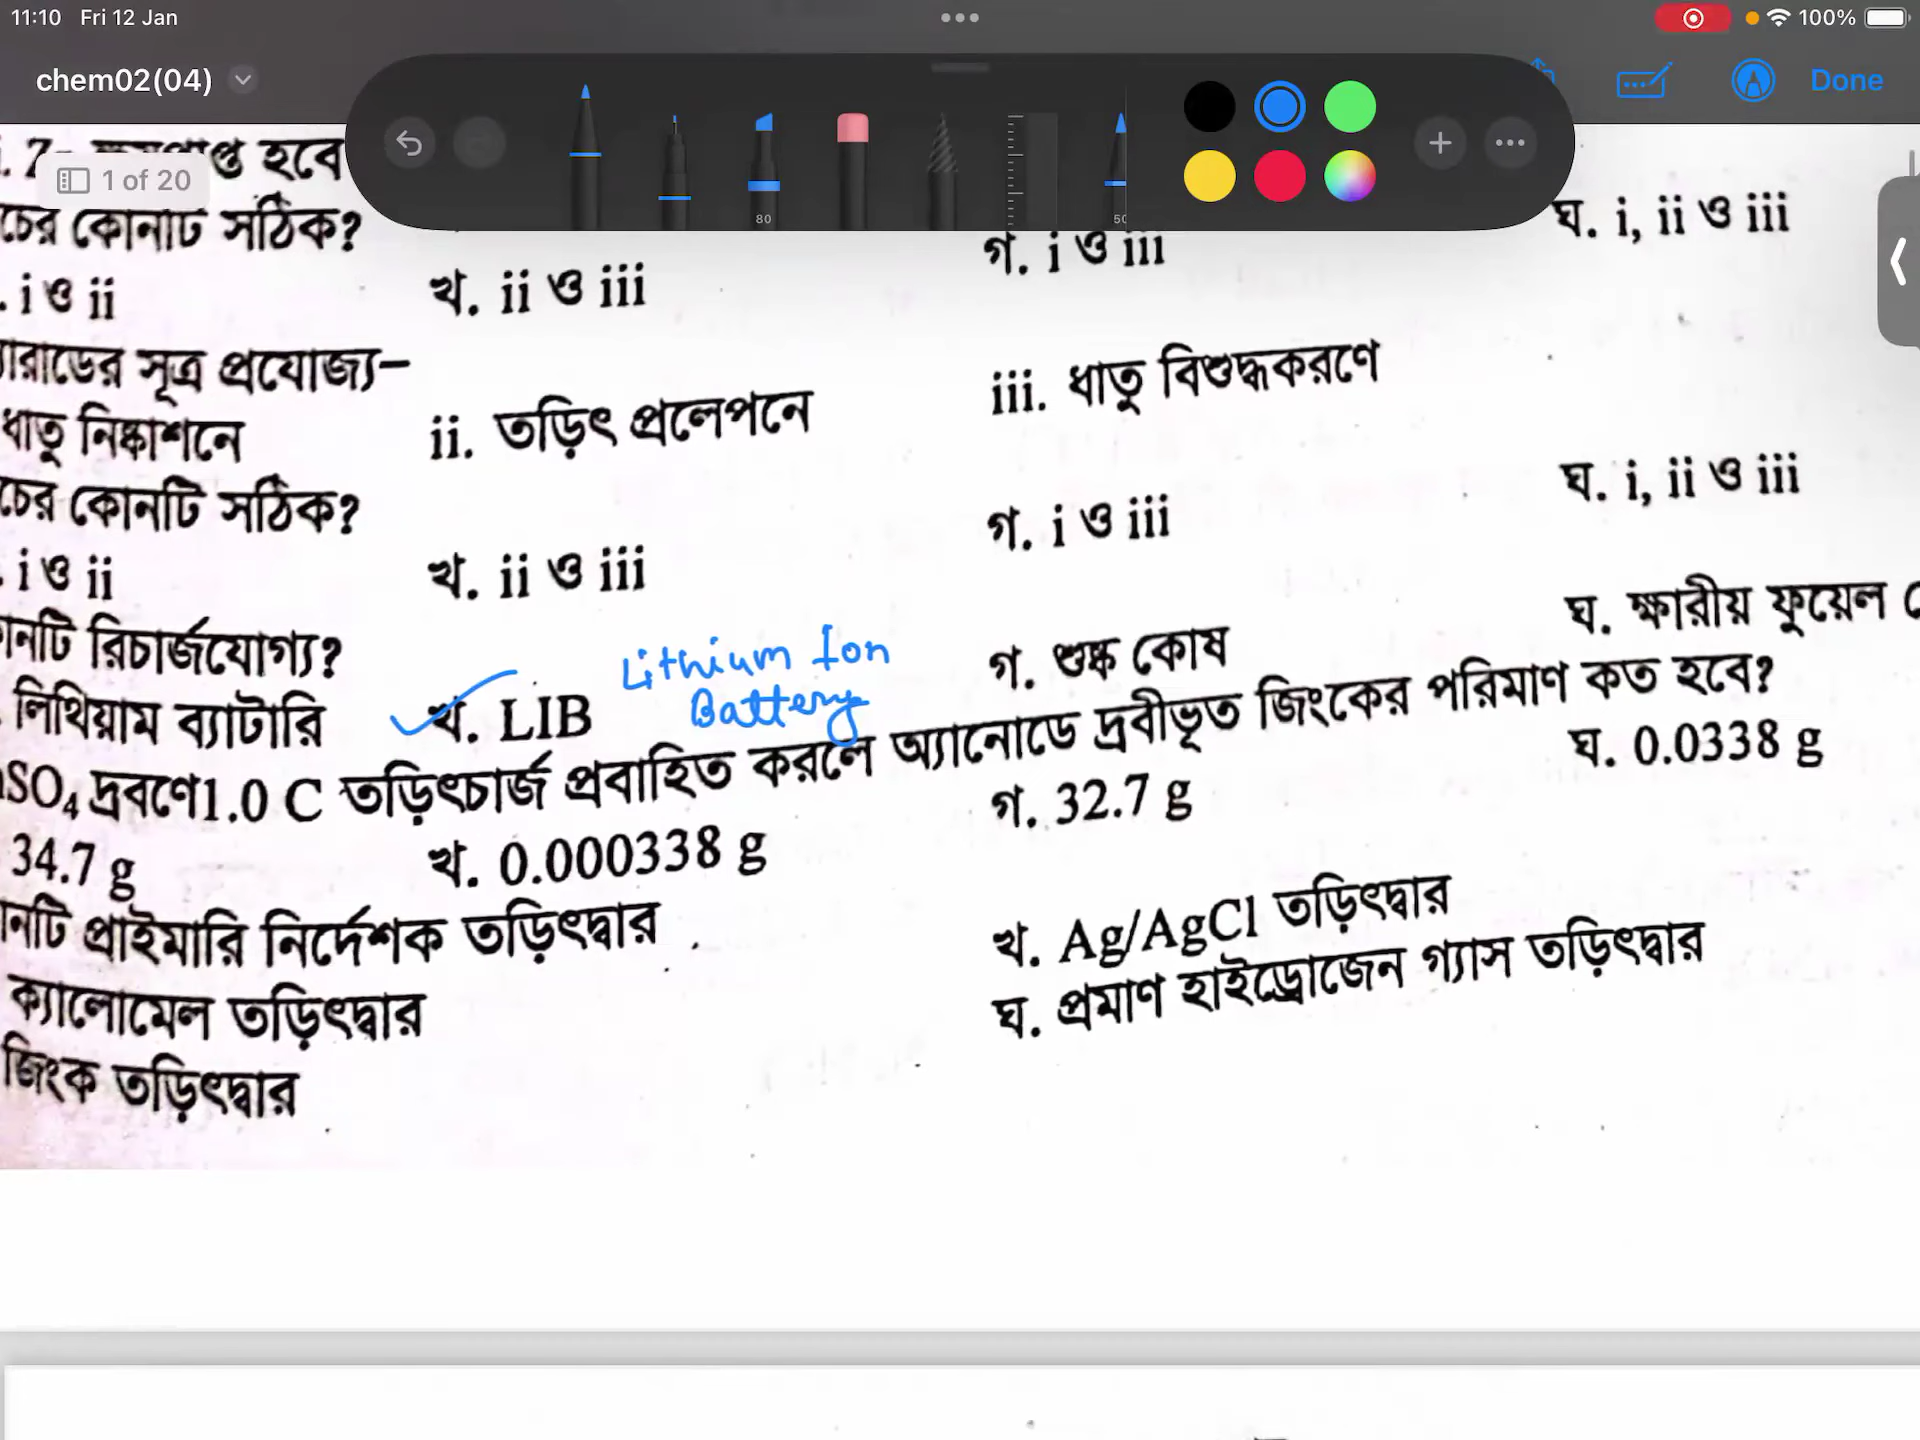 11:10 Fri 12 Jan
100%
chem02(04)
Done
1 of 20
80
হবে
কোনটি সঠিক?
i ও ii
খ. ii ও iii
গ. i ও iii
ঘ. i, ii ও iii
সূত্র প্রযোজ্য–
ধাতু নিষ্কাশনে
ii. তড়িৎ প্রলেপনে
iii. ধাতু বিশুদ্ধকরণে
কোনটি সঠিক?
i ও ii
খ. ii ও iii
গ. i ও iii
ঘ. i, ii ও iii
রিচার্জযোগ্য?
লিথিয়াম ব্যাটারি
খ. LIB
Lithium Ion
Battery
গ. শুষ্ক কোষ
ঘ. ক্ষারীয় ফুয়েল
SO₄ দ্রবণে1.0 C তড়িৎচার্জ প্রবাহিত করলে অ্যানোডে দ্রবীভূত জিংকের পরিমাণ কত হবে?
34.7 g
খ. 0.000338 g
গ. 32.7 g
ঘ. 0.0338 g
প্রাইমারি নির্দেশক তড়িৎদ্বার
ক্যালোমেল তড়িৎদ্বার
খ. Ag/AgCl তড়িৎদ্বার
জিংক তড়িৎদ্বার
ঘ. প্রমাণ হাইড্রোজেন গ্যাস তড়িৎদ্বার